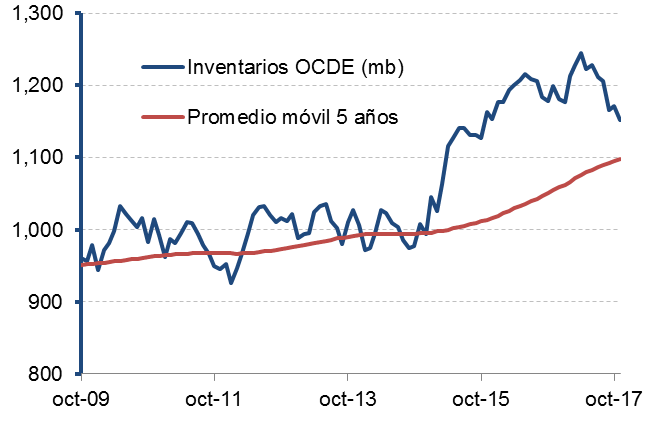 1,300
Inventarios OCDE (mb)
1,200
Promedio móvil 5 años
1,100
1,000
900
800
oct-09 oct-11 oct-13 oct-15 oct-17